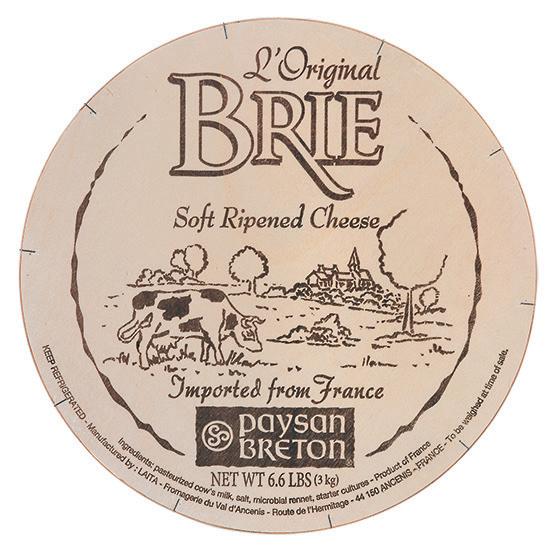 L'Original
BRIE
Soft Ripened Cheese
Imported from France
paysan
BRETON
NET WT 6.6 LBS (3 kg)
Ingredients: pasteurized cow's milk, salt, microbial rennet, starter cultures - Product of France
KEEP REFRIGERATED - Manufactured by : LAITA - Fromagerie du Val d'Ancenis - Route de l'Hermitage - 44 150 ANCENIS - FRANCE - To be weighed at time of sale.